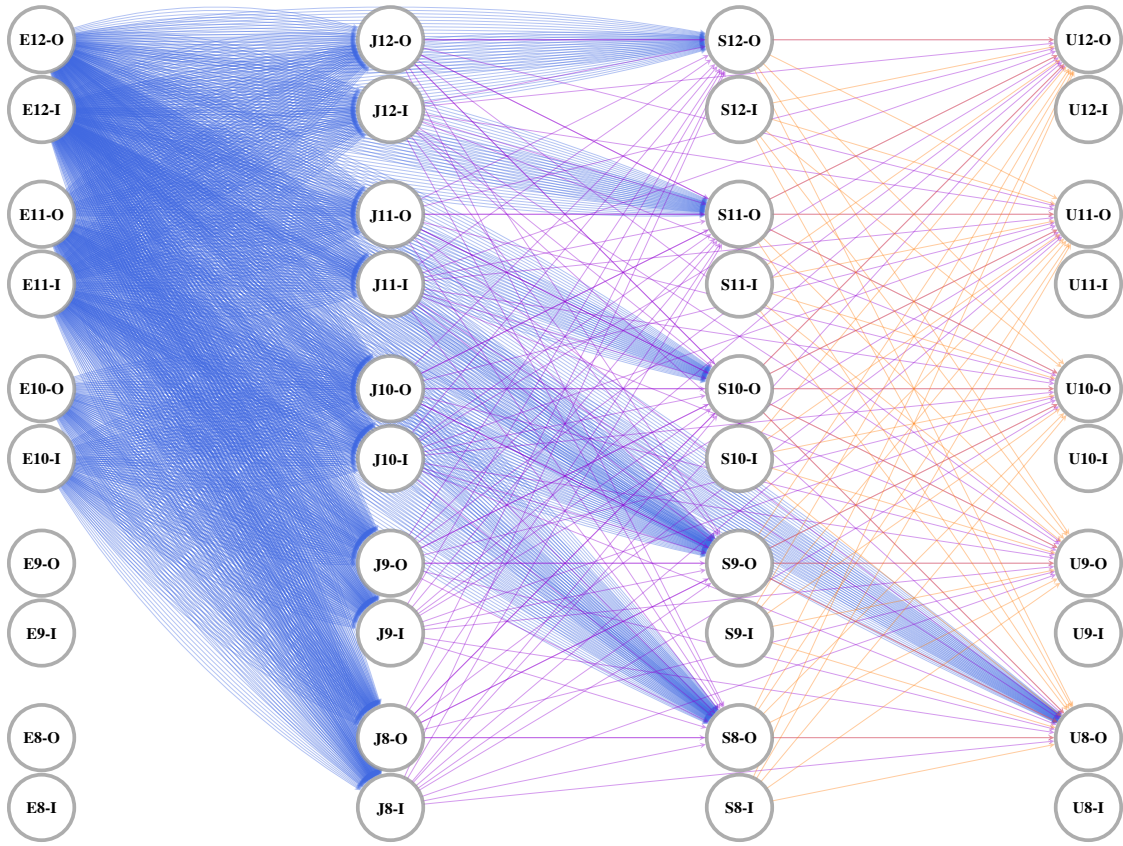 E12-O J12-O S12-O U12-O
E12-I J12-I S12-I U12-I
E11-O J11-O S11-O U11-O
E11-I J11-I S11-I U11-I
E10-O J10-O S10-O U10-O
E10-I J10-I S10-I U10-I
E9-O J9-O S9-O U9-O
E9-I J9-I S9-I U9-I
E8-O J8-O S8-O U8-O
E8-I J8-I S8-I U8-I